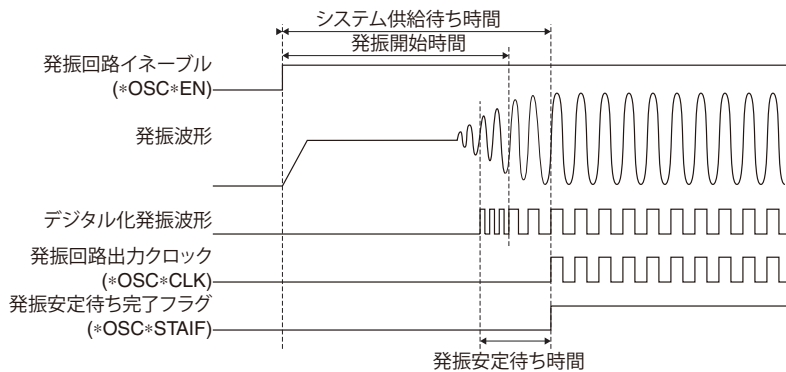 システム供給待ち時間
発振開始時間
発振回路イネーブル
(*OSC*EN)
発振波形
デジタル化発振波形
発振回路出力クロック
(*OSC*CLK)
発振安定待ち完了フラグ
(*OSC*STAIF)
発振安定待ち時間